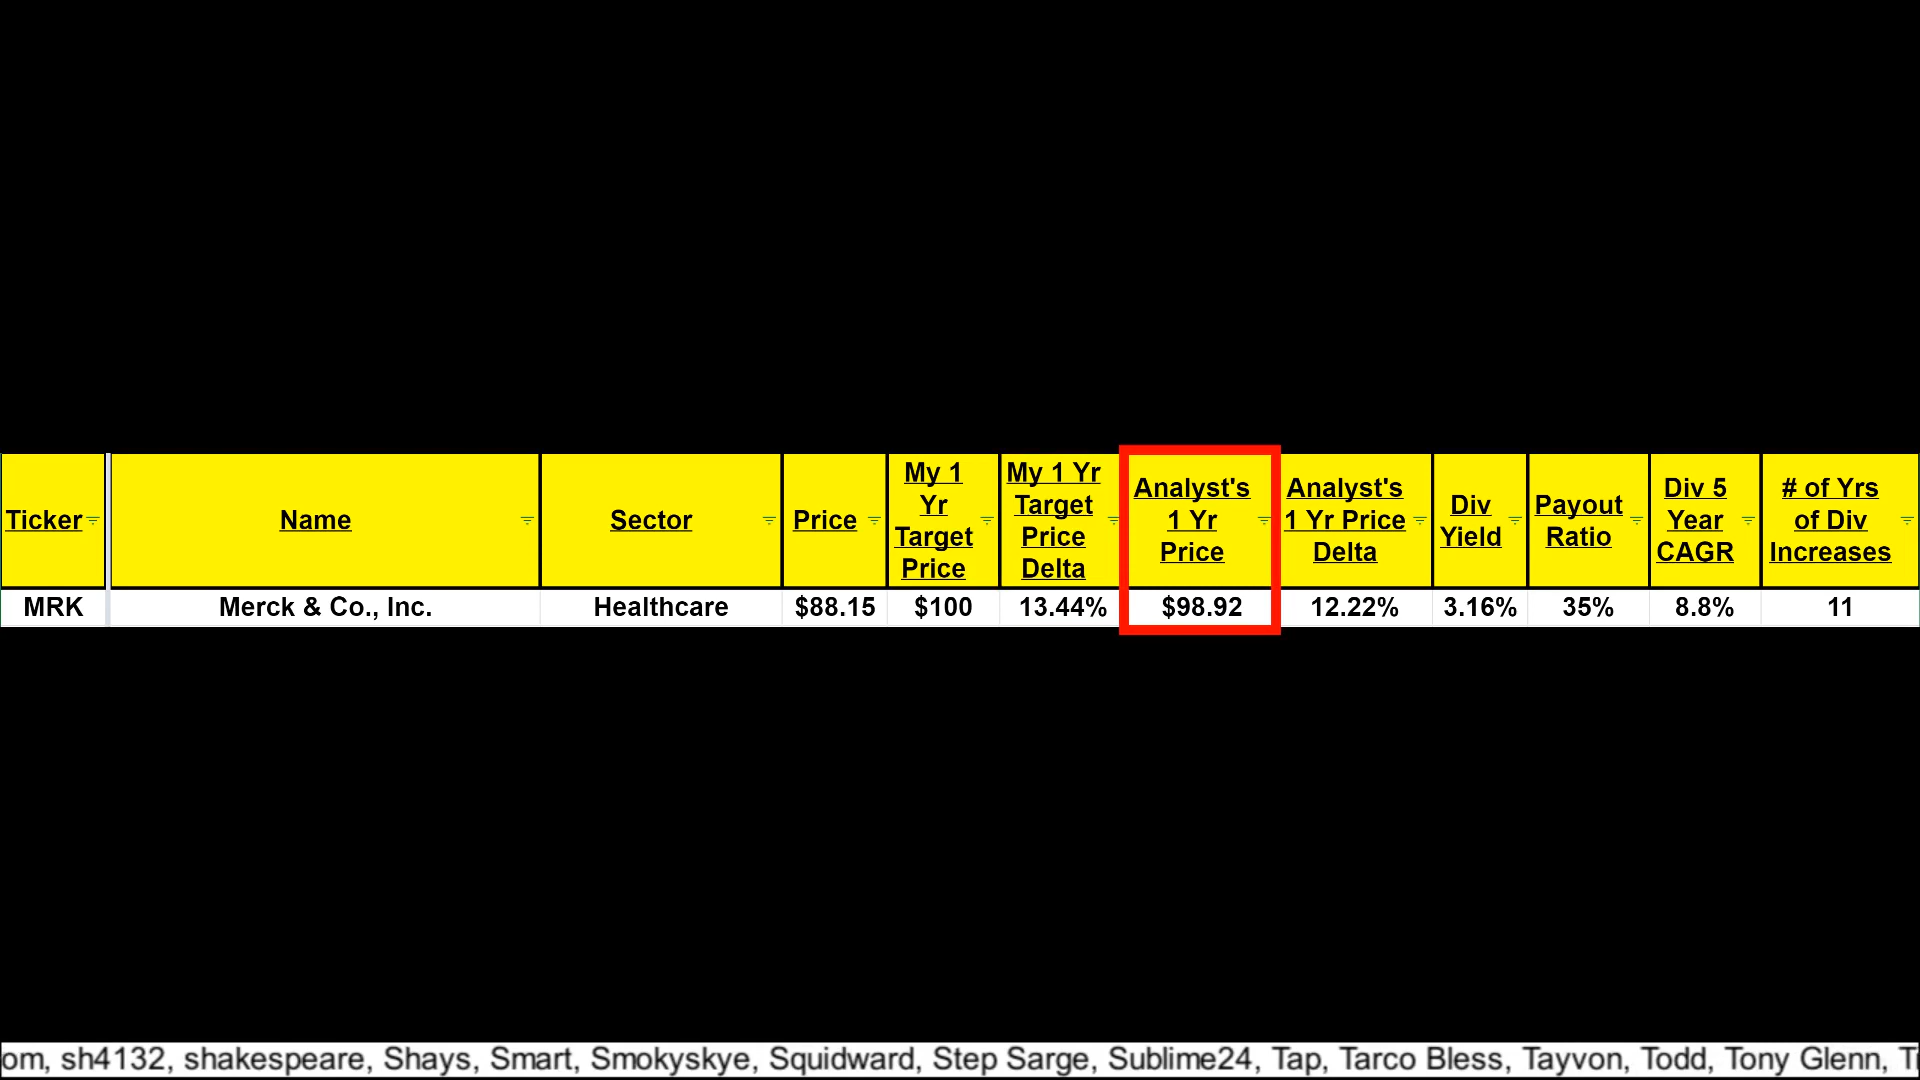 Ticker
Name
Sector
Price
My 1
Yr
Target
Price
My 1 Yr
Target
Price
Delta
Analyst's
1 Yr
Price
Analyst's
1 Yr Price
Delta
Div
Yield
Payout
Ratio
Div 5
Year
CAGR
# of Yrs
of Div
Increases
MRK Merck & Co., Inc. Healthcare $88.15 $100 13.44% $98.92 12.22% 3.16% 35% 8.8% 11
om, sh4132, shakespeare, Shays, Smart, Smokyskye, Squidward, Step Sarge, Sublime24, Tap, Tarco Bless, Tayvon, Todd, Tony Glenn,